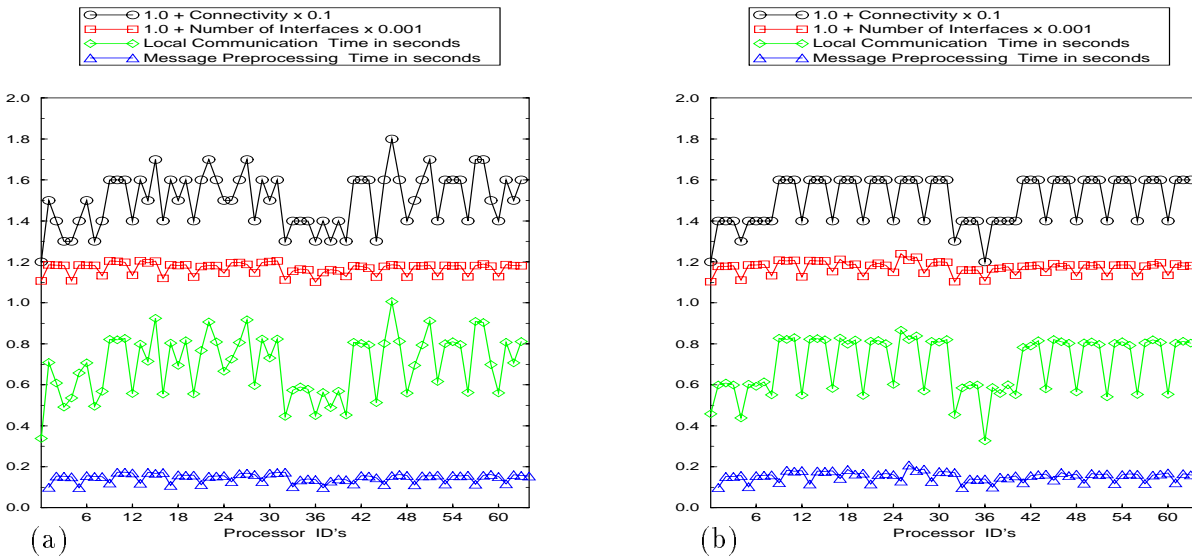 1.0 + Connectivity x 0.1
1.0 + Number of Interfaces x 0.001
Local Communication Time in seconds
Message Preprocessing Time in seconds
2.0
1.8
1.6
1.4
1.2
1.0
0.8
0.6
0.4
0.2
0.0
6 12 18 24 30 36 42 48 54 60
Processor ID's
(a)
1.0 + Connectivity x 0.1
1.0 + Number of Interfaces x 0.001
Local Communication Time in seconds
Message Preprocessing Time in seconds
2.0
1.8
1.6
1.4
1.2
1.0
0.8
0.6
0.4
0.2
0.0
6 12 18 24 30 36 42 48 54 60
Processor ID's
(b)